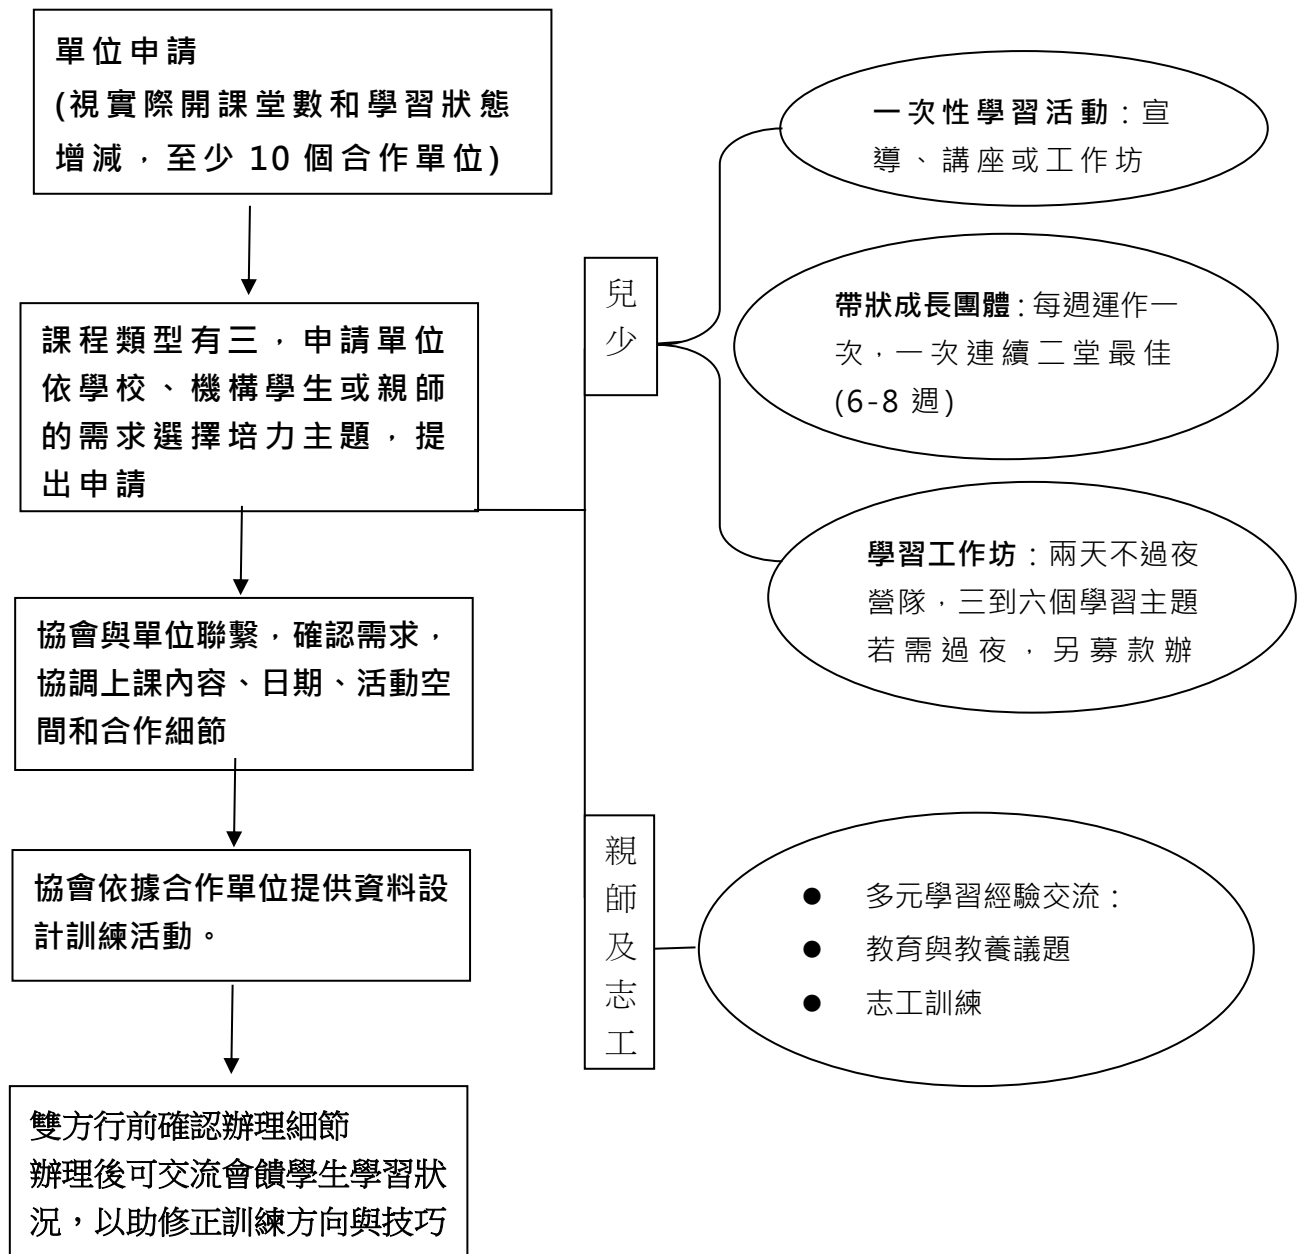 單位申請
(視實際開課堂數和學習狀態
增減，至少 10 個合作單位)
課程類型有三，申請單位
依學校、機構學生或親師
的需求選擇培力主題，提
出申請
協會與單位聯繫，確認需求，
協調上課內容、日期、活動空
間和合作細節
協會依據合作單位提供資料設
計訓練活動。
雙方行前確認辦理細節
辦理後可交流會饋學生學習狀
況，以助修正訓練方向與技巧
兒少
一次性學習活動：宣
導、講座或工作坊
帶狀成長團體：每週運作一
次，一次連續二堂最佳
(6-8 週)
學習工作坊：兩天不過夜
營隊，三到六個學習主題
若需過夜，另募款辦
親師及志工
● 多元學習經驗交流：
● 教育與教養議題
● 志工訓練